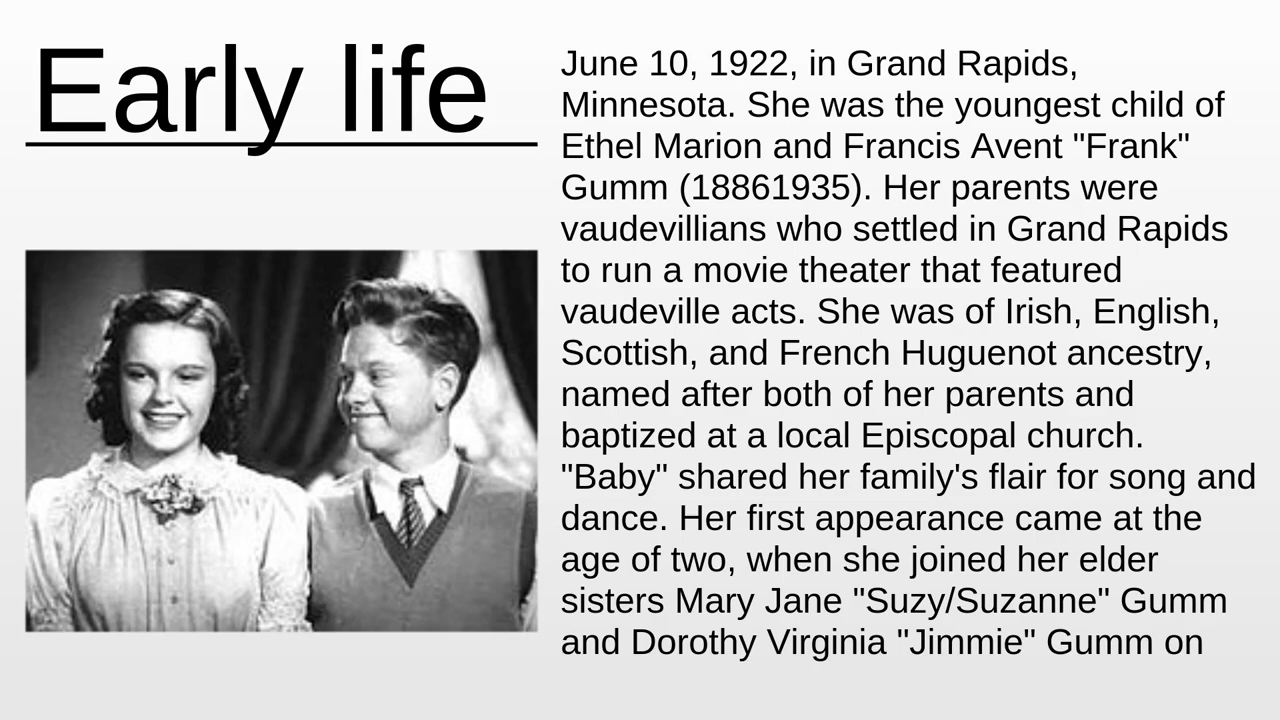 Early life
June 10, 1922, in Grand Rapids,
Minnesota. She was the youngest child of
Ethel Marion and Francis Avent "Frank"
Gumm (18861935). Her parents were
vaudevillians who settled in Grand Rapids
to run a movie theater that featured
vaudeville acts. She was of Irish, English,
Scottish, and French Huguenot ancestry,
named after both of her parents and
baptized at a local Episcopal church.
"Baby" shared her family's flair for song and
dance. Her first appearance came at the
age of two, when she joined her elder
sisters Mary Jane "Suzy/Suzanne" Gumm
and Dorothy Virginia "Jimmie" Gumm on